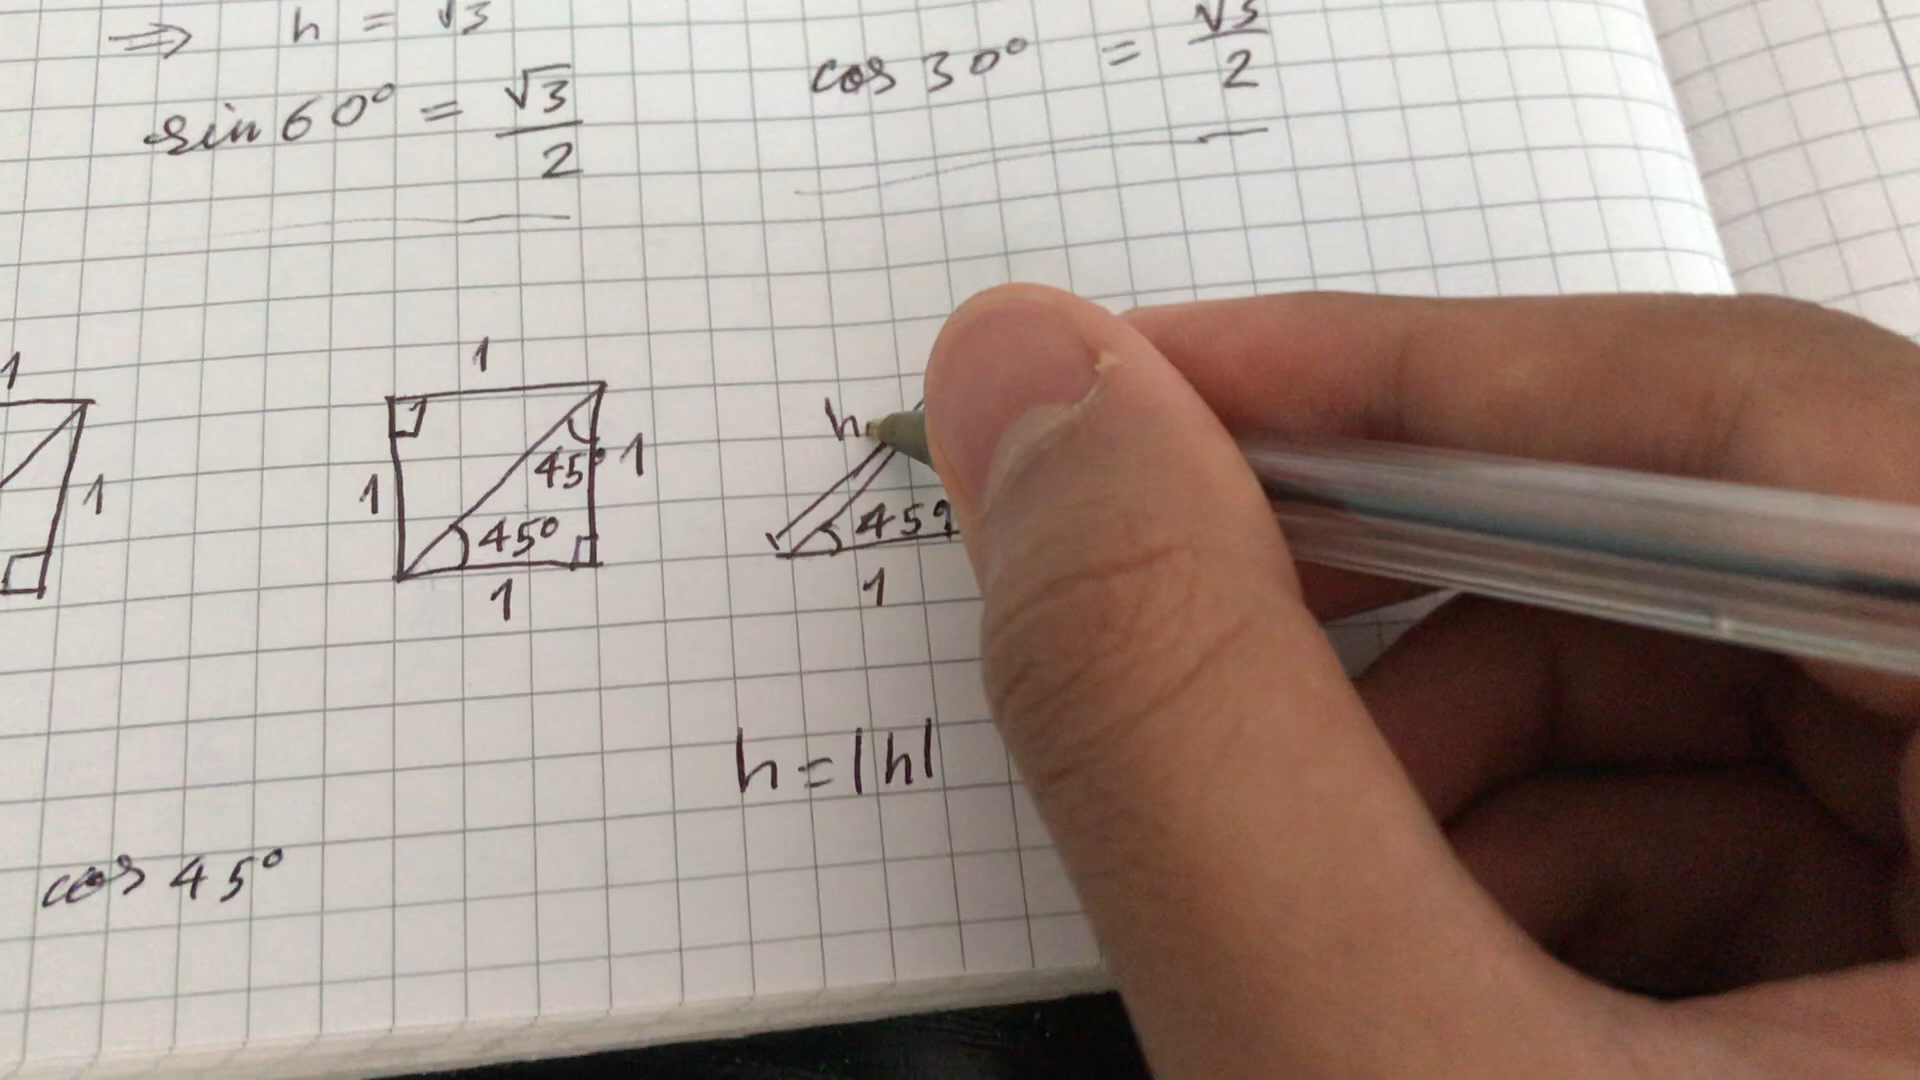 ⇒ h = √3
sin 60° = √3/2
cos 30° = √3/2
1
1
1
1
45°
1
45°
1
1
h
45°
1
h = |h|
cos 45°